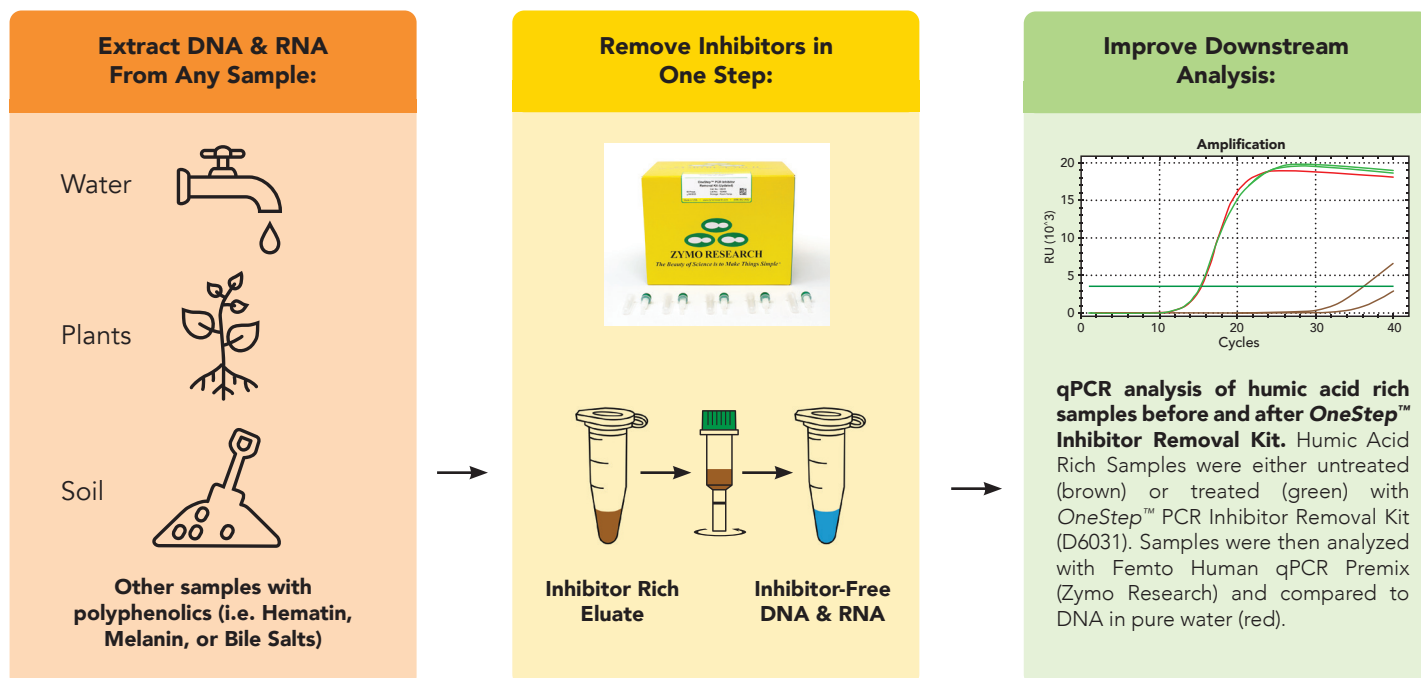 Extract DNA & RNA
From Any Sample:
Water
Plants
Soil
Other samples with
polyphenolics (i.e. Hematin,
Melanin, or Bile Salts)
Remove Inhibitors in
One Step:
OneStep™ PCR Inhibitor
Removal Kit
ZYMO RESEARCH
The Beauty of Science is to Make Things Simple
Inhibitor Rich
Eluate
Inhibitor-Free
DNA & RNA
Improve Downstream
Analysis:
Amplification
RU (10^3)
20
15
10
5
0
0 10 20 30 40
Cycles
qPCR analysis of humic acid rich
samples before and after OneStep™
Inhibitor Removal Kit. Humic Acid
Rich Samples were either untreated
(brown) or treated (green) with
OneStep™ PCR Inhibitor Removal Kit
(D6031). Samples were then analyzed
with Femto Human qPCR Premix
(Zymo Research) and compared to
DNA in pure water (red).